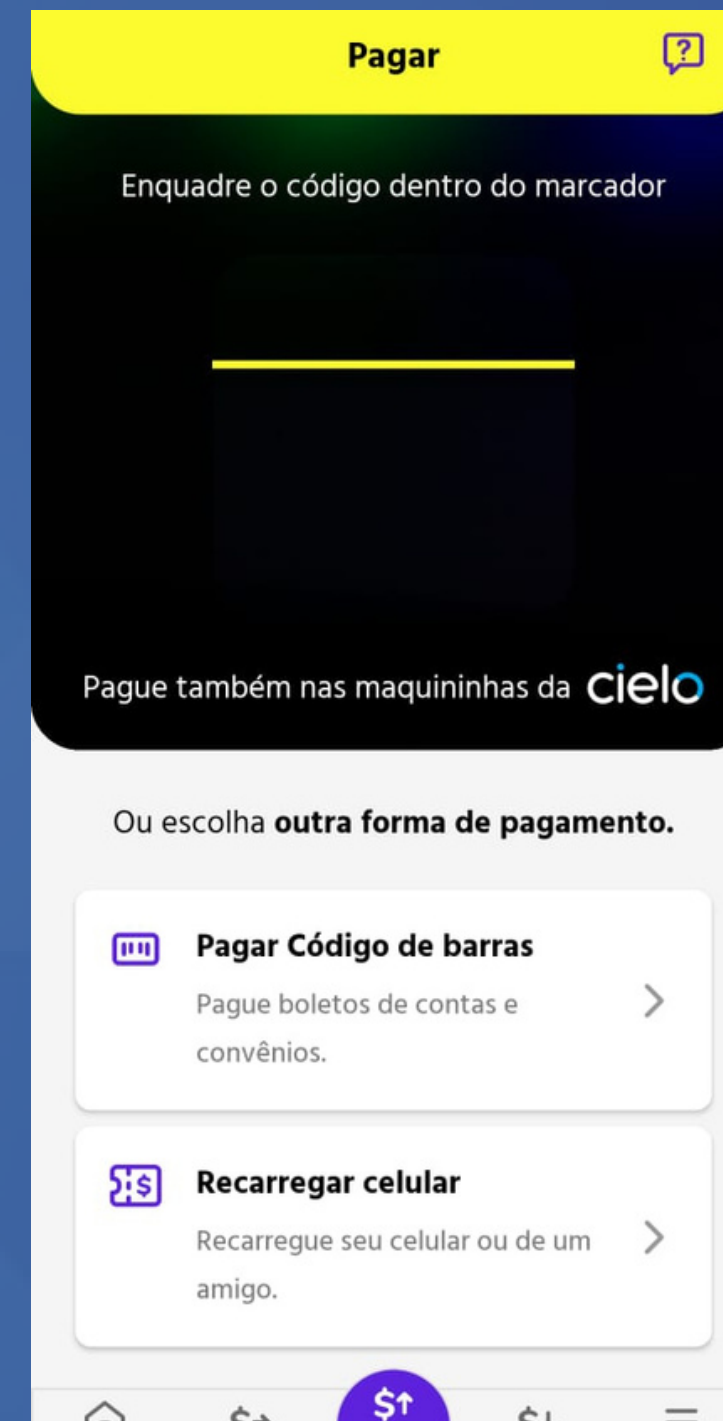 Pagar
Enquadre o código dentro do marcador
Pague também nas maquininhas da cielo
Ou escolha outra forma de pagamento.
Pagar Código de barras
Pague boletos de contas e
convênios.
Recarregar celular
Recarregue seu celular ou de um
amigo.